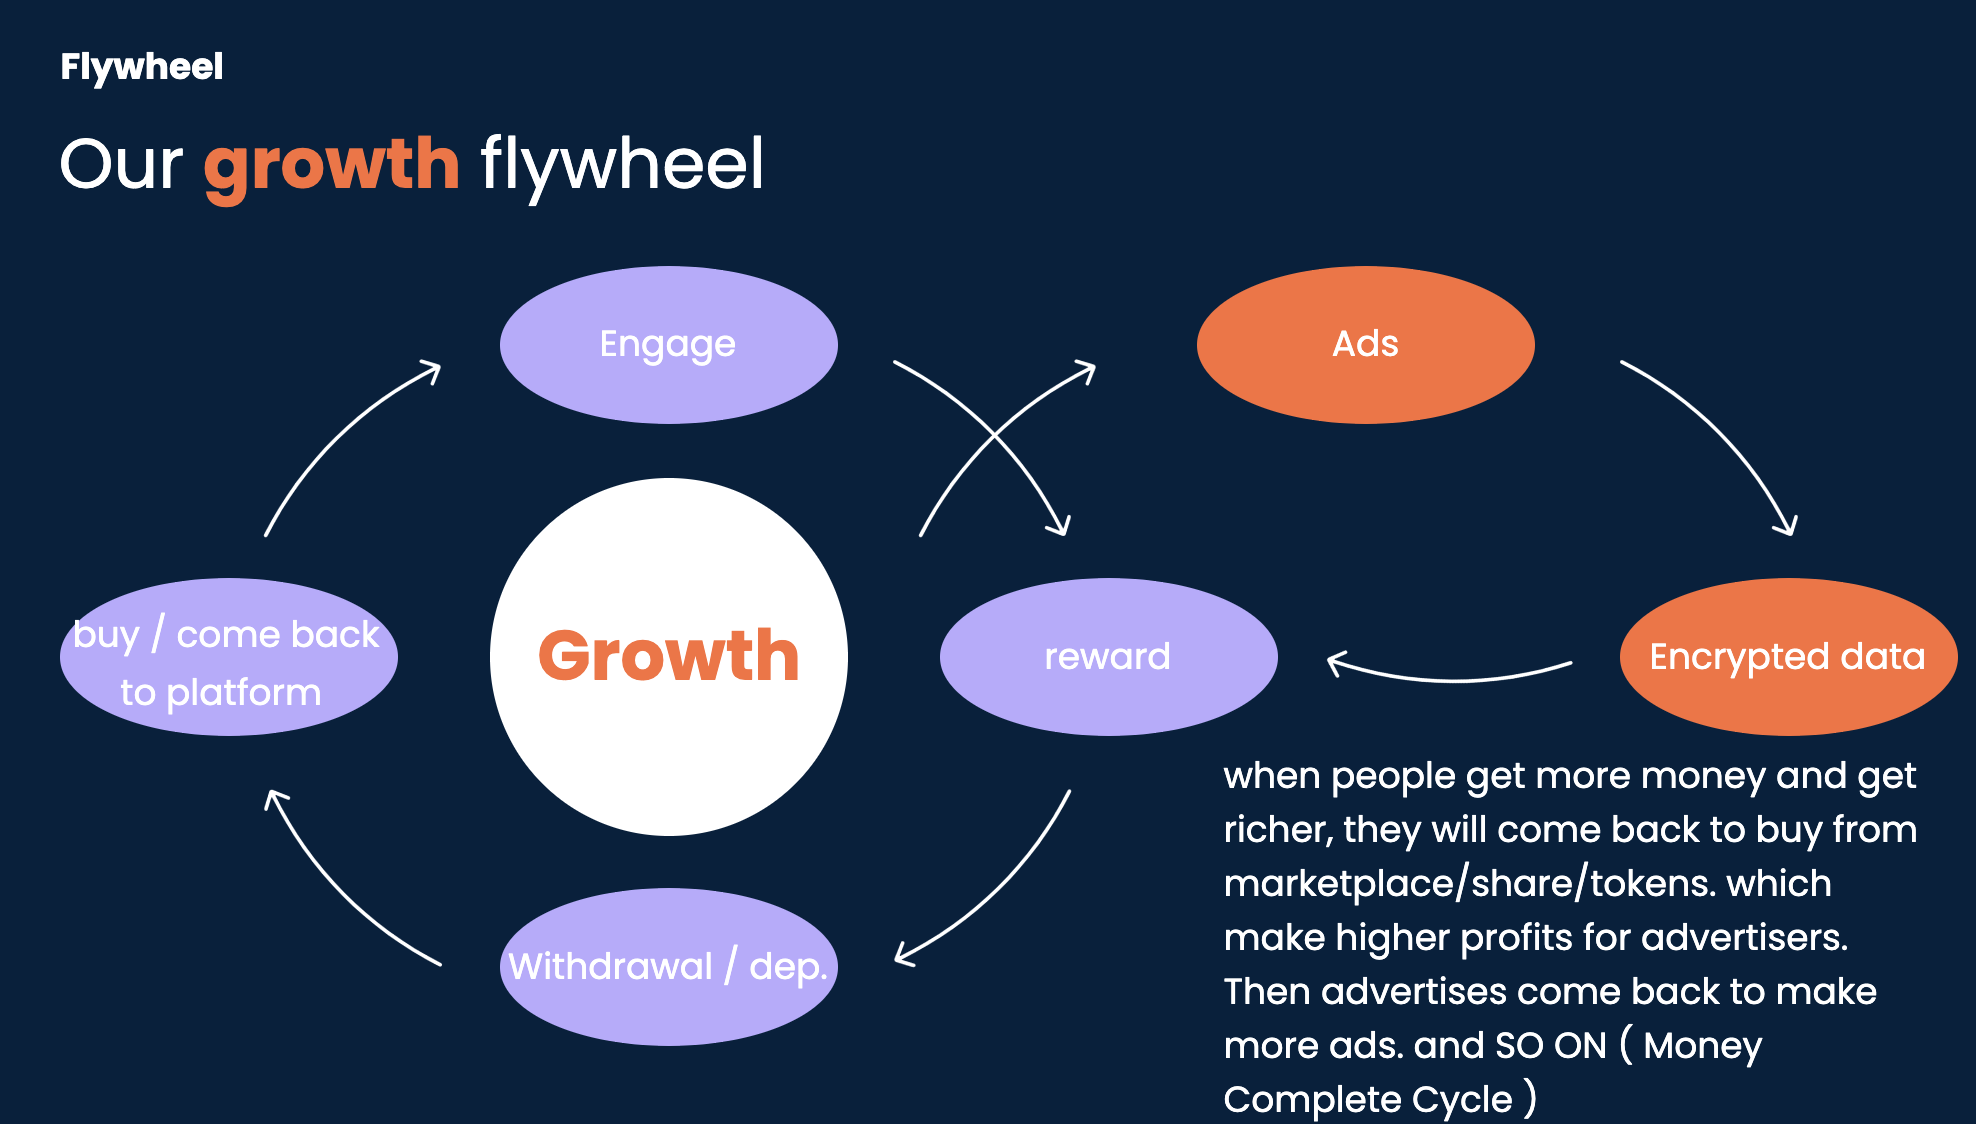 Flywheel
Our growth flywheel
Engage
Ads
buy / come back
to platform
Growth
reward
Encrypted data
Withdrawal / dep.
when people get more money and get
richer, they will come back to buy from
marketplace/share/tokens. which
make higher profits for advertisers.
Then advertises come back to make
more ads. and SO ON ( Money
Complete Cycle )